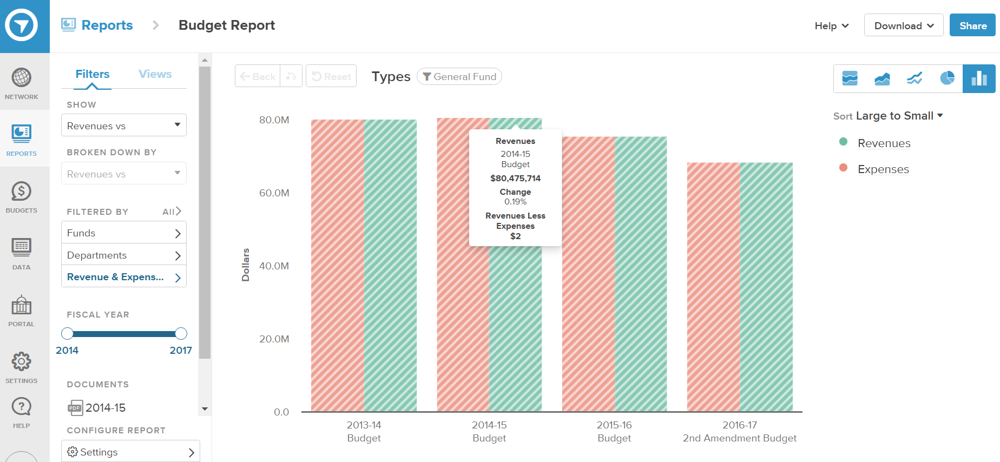 Reports
Budget Report
Help
Download
Share
NETWORK
REPORTS
BUDGETS
DATA
PORTAL
SETTINGS
?
HELP
Filters
Views
SHOW
Revenues vs
BROKEN DOWN BY
Revenues vs
FILTERED BY
All
Funds
Departments
Revenue & Expens...
FISCAL YEAR
2014
2017
DOCUMENTS
PDF
2014-15
CONFIGURE REPORT
Settings
Back
Reset
Types
General Fund
Sort Large to Small
Revenues
Expenses
Dollars
80.0M
60.0M
40.0M
20.0M
0.0
Revenues
2014-15
Budget
$80,475,714
Change
0.19%
Revenues Less
Expenses
$2
2013-14
Budget
2014-15
Budget
2015-16
Budget
2016-17
2nd Amendment Budget